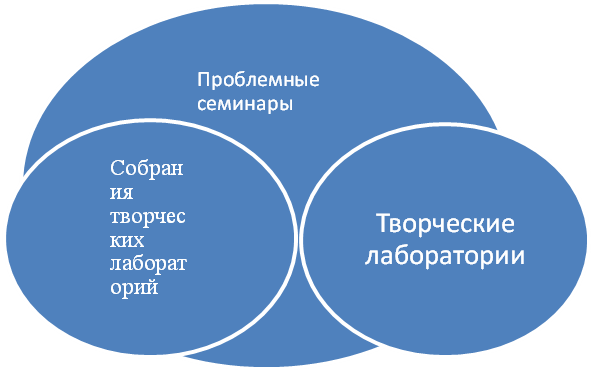 Проблемные
семинары
Собран
ия
творчес
ких
лаборат
орий
Творческие
лаборатории